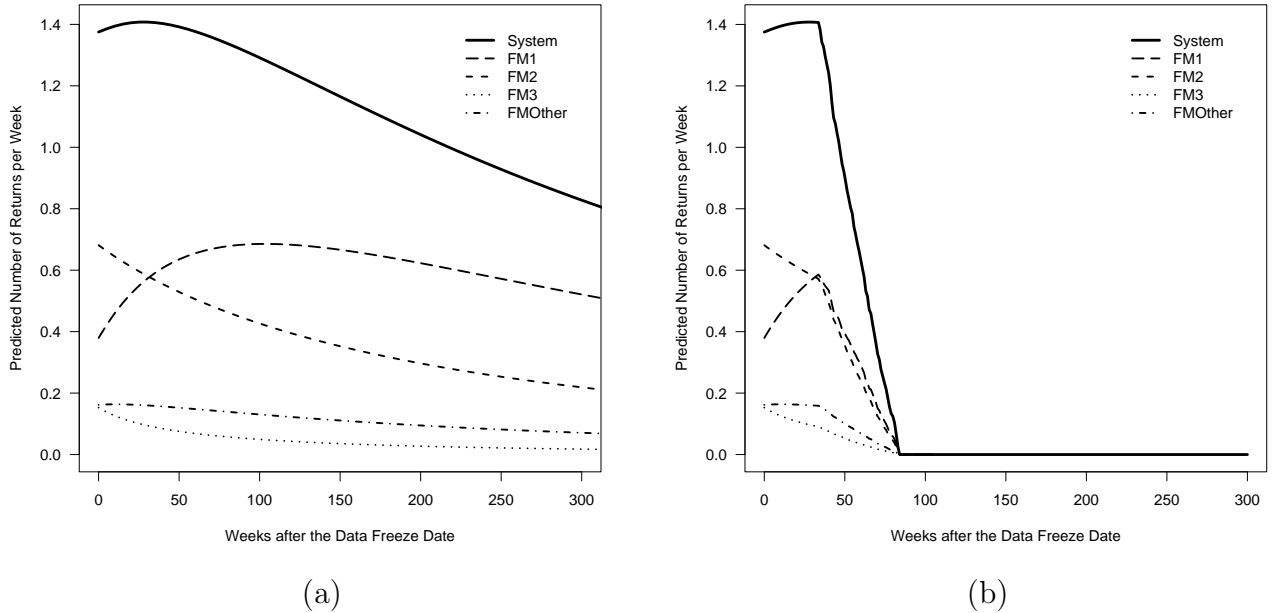 1.4
1.2
1.0
0.8
0.6
0.4
0.2
0.0
Predicted Number of Returns per Week
System
FM1
FM2
FM3
FMOther
0 50 100 150 200 250 300
Weeks after the Data Freeze Date
(a)
1.4
1.2
1.0
0.8
0.6
0.4
0.2
0.0
Predicted Number of Returns per Week
System
FM1
FM2
FM3
FMOther
0 50 100 150 200 250 300
Weeks after the Data Freeze Date
(b)